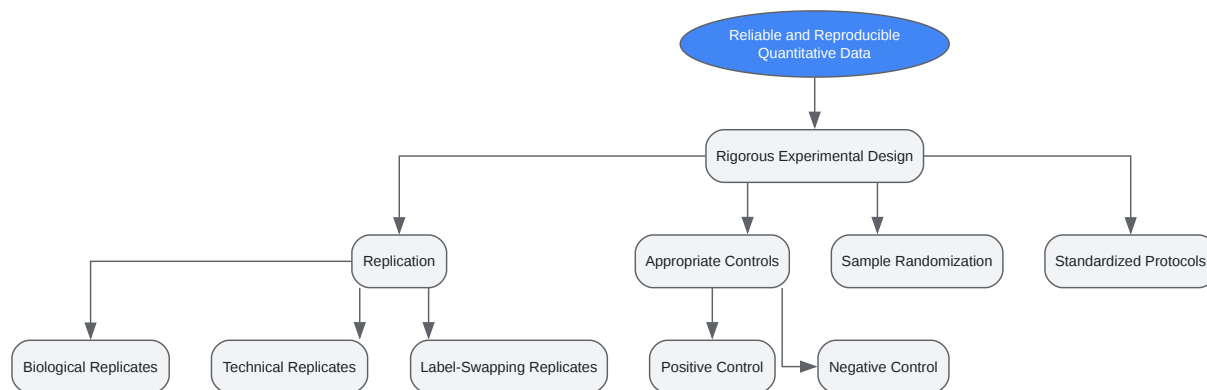 Reliable and Reproducible
Quantitative Data
Rigorous Experimental Design
Replication
Appropriate Controls
Sample Randomization
Standardized Protocols
Biological Replicates
Technical Replicates
Label-Swapping Replicates
Positive Control
Negative Control